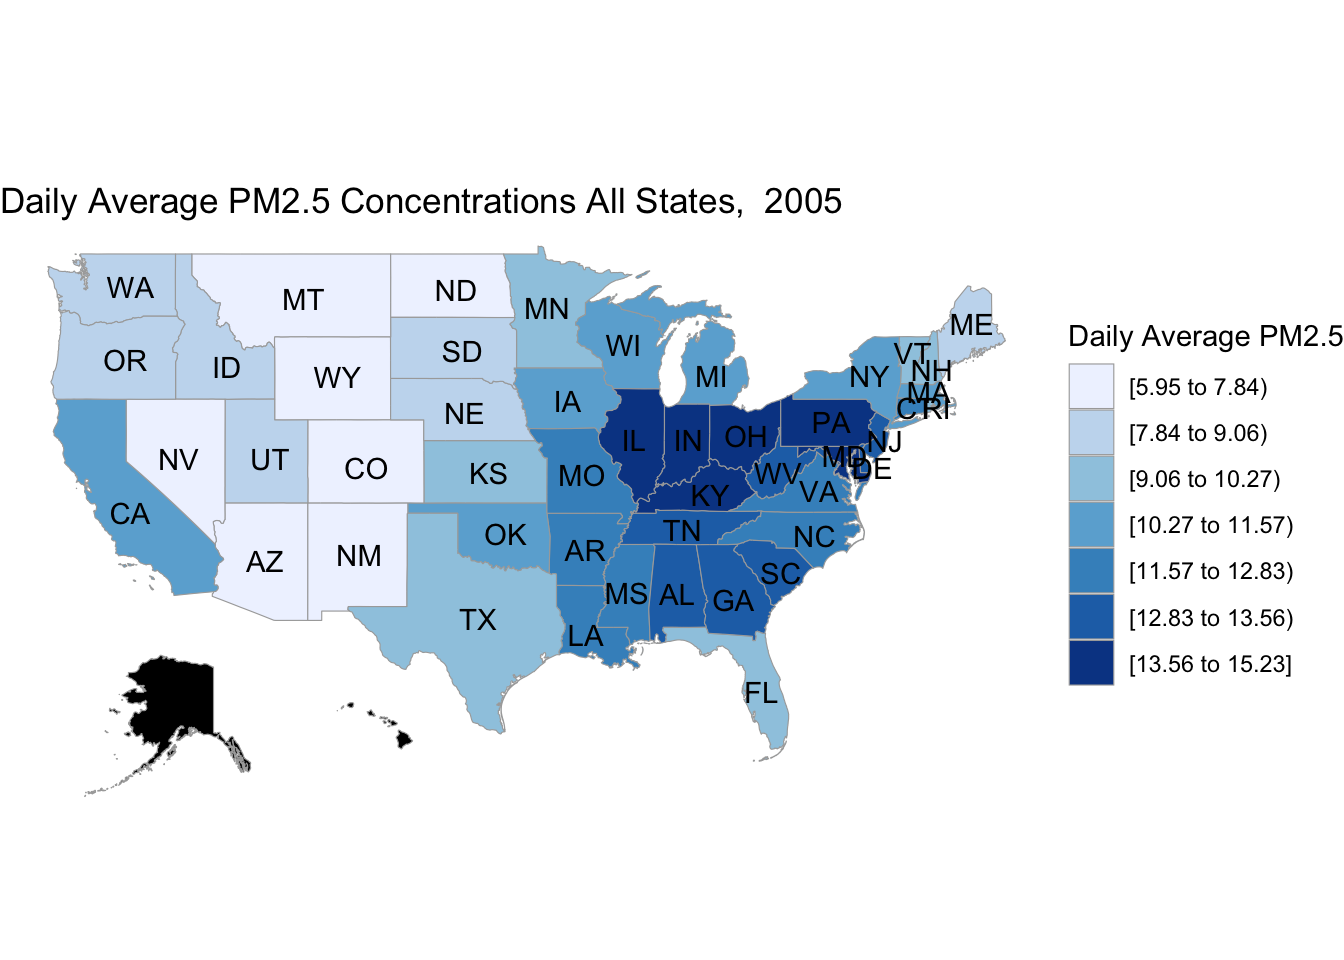 Daily Average PM2.5 Concentrations All States,  2005
WA
MT
ND
MN
ME
OR
ID
WY
SD
WI
MI
NY
VT
NH
MA
CT
RI
NV
UT
CO
NE
IA
KS
MO
IL
IN
OH
PA
NJ
MD
DE
WV
VA
KY
CA
AZ
NM
OK
AR
TN
NC
SC
TX
LA
MS
AL
GA
FL
Daily Average PM2.5
[5.95 to 7.84)
[7.84 to 9.06)
[9.06 to 10.27)
[10.27 to 11.57)
[11.57 to 12.83)
[12.83 to 13.56)
[13.56 to 15.23]